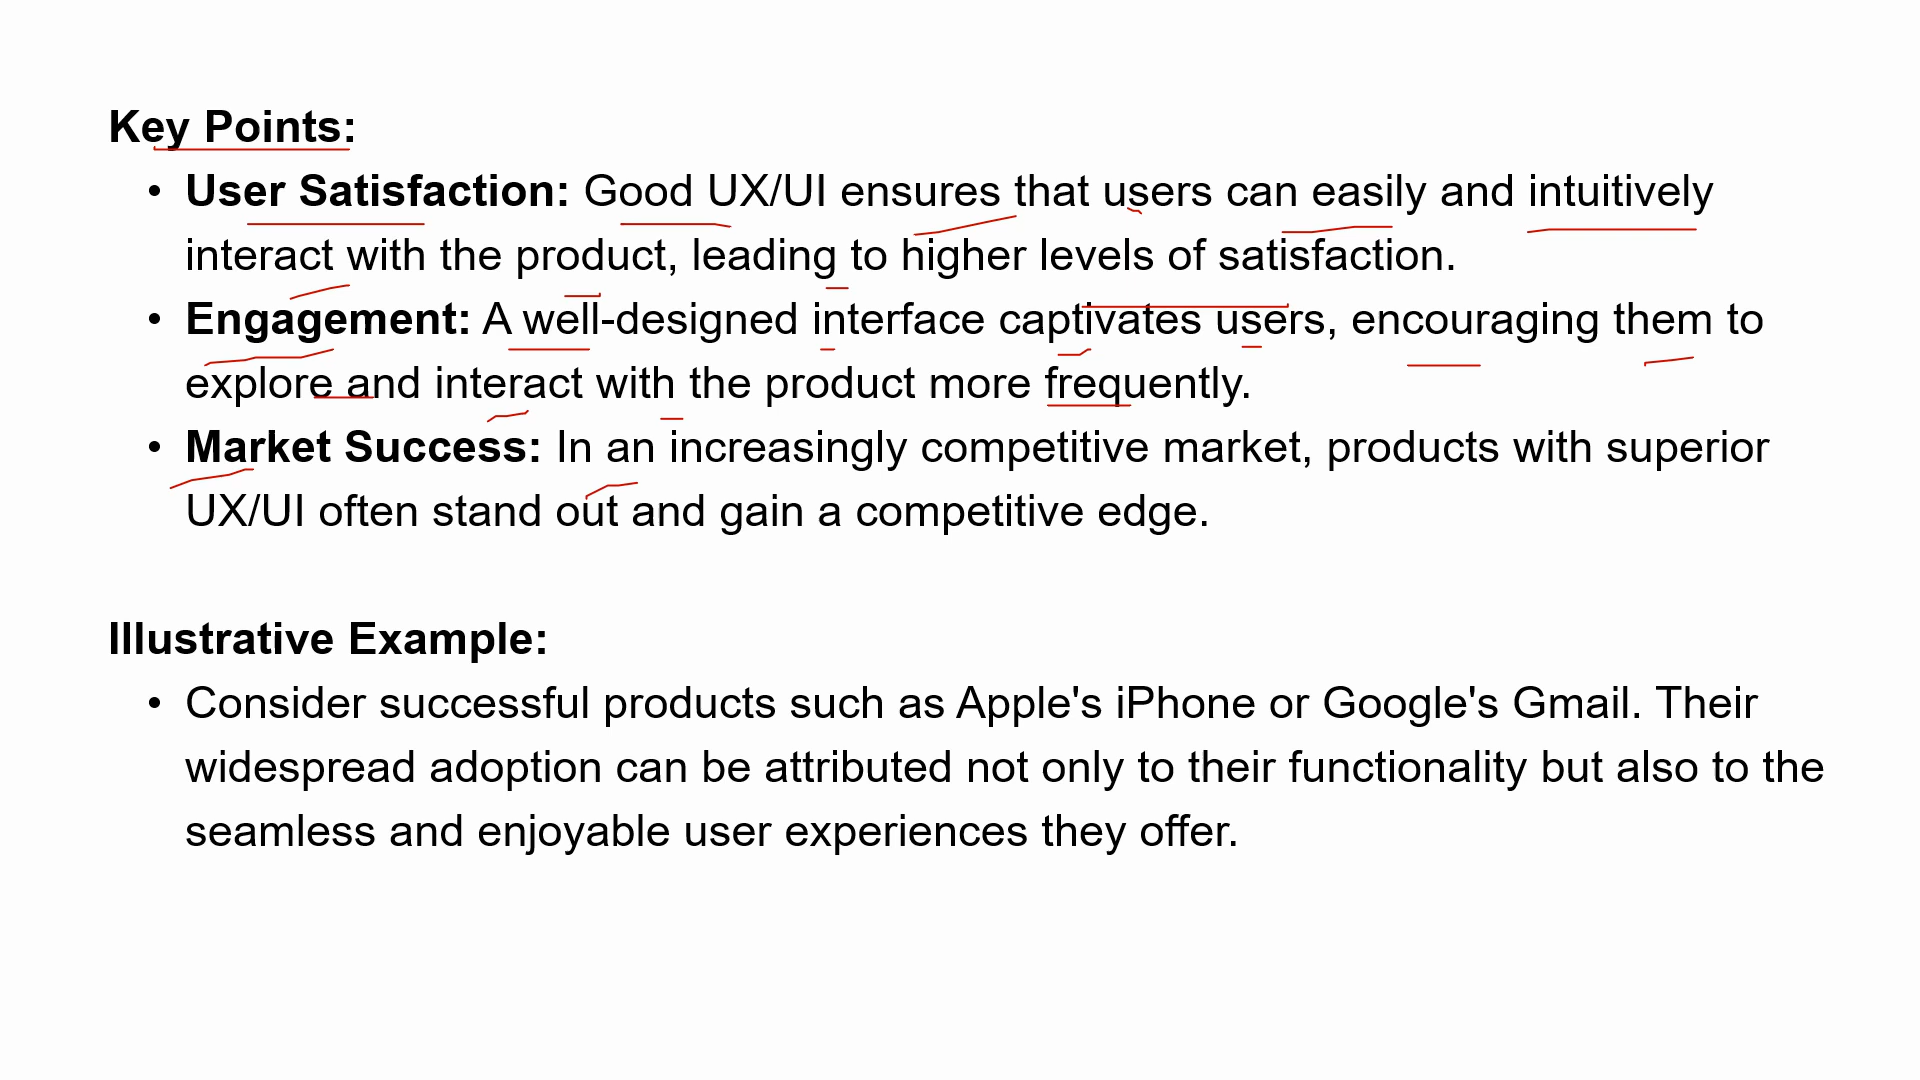 Key Points:
• User Satisfaction: Good UX/UI ensures that users can easily and intuitively
interact with the product, leading to higher levels of satisfaction.
• Engagement: A well-designed interface captivates users, encouraging them to
explore and interact with the product more frequently.
• Market Success: In an increasingly competitive market, products with superior
UX/UI often stand out and gain a competitive edge.
Illustrative Example:
• Consider successful products such as Apple's iPhone or Google's Gmail. Their
widespread adoption can be attributed not only to their functionality but also to the
seamless and enjoyable user experiences they offer.